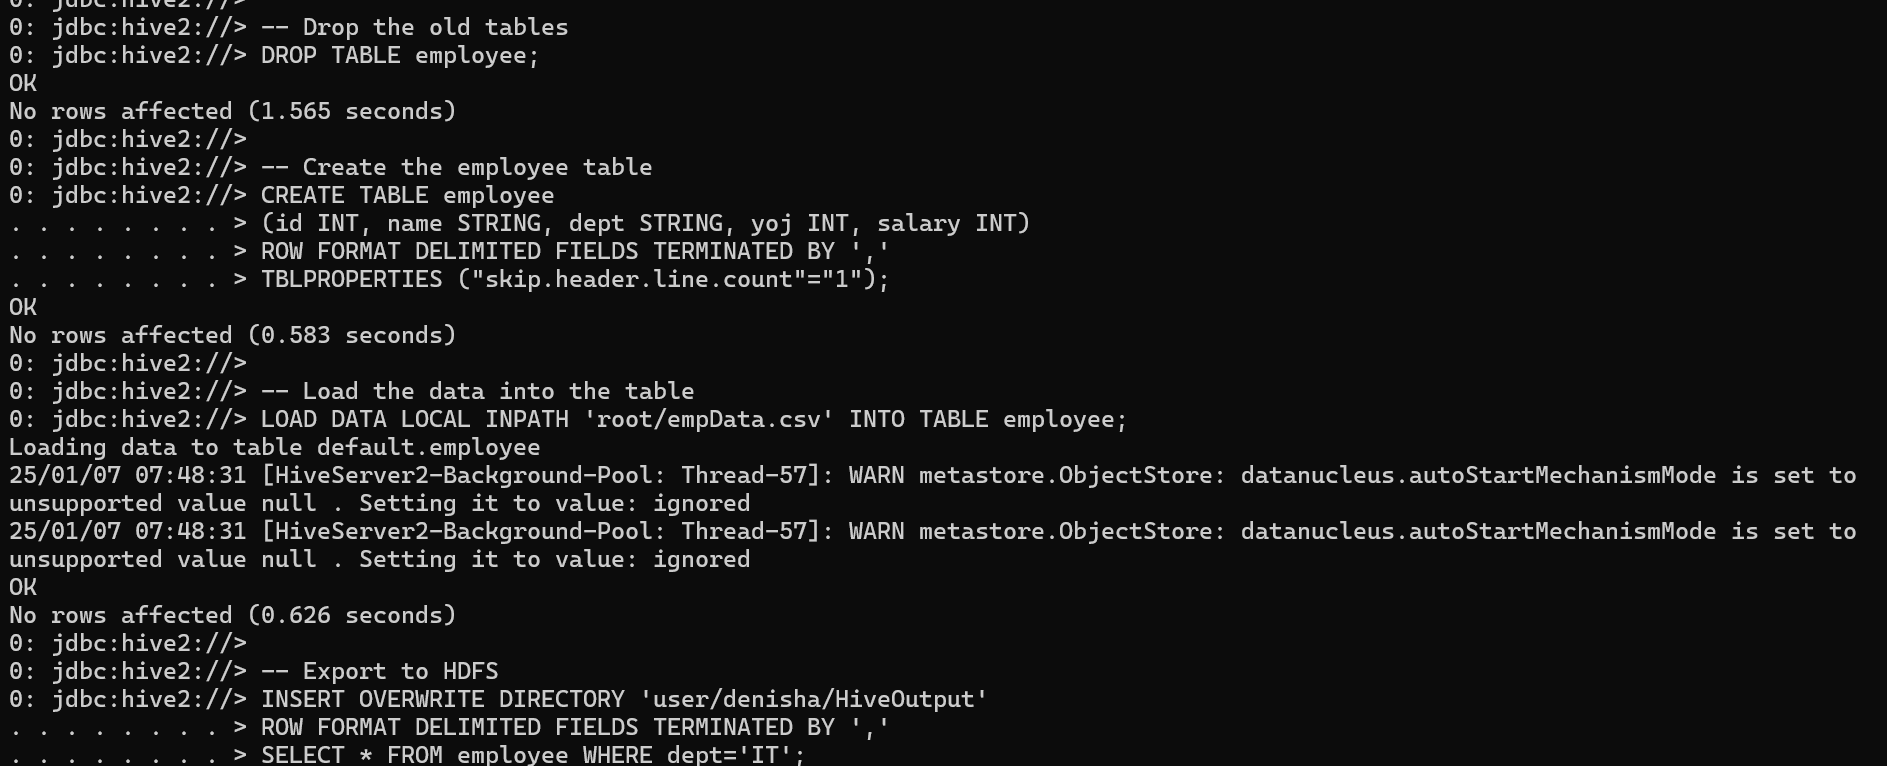 0: jdbc:hive2://>
0: jdbc:hive2://> -- Drop the old tables
0: jdbc:hive2://> DROP TABLE employee;
OK
No rows affected (1.565 seconds)
0: jdbc:hive2://>
0: jdbc:hive2://> -- Create the employee table
0: jdbc:hive2://> CREATE TABLE employee
. . . . . . . . > (id INT, name STRING, dept STRING, yoj INT, salary INT)
. . . . . . . . > ROW FORMAT DELIMITED FIELDS TERMINATED BY ','
. . . . . . . . > TBLPROPERTIES ("skip.header.line.count"="1");
OK
No rows affected (0.583 seconds)
0: jdbc:hive2://>
0: jdbc:hive2://> -- Load the data into the table
0: jdbc:hive2://> LOAD DATA LOCAL INPATH 'root/empData.csv' INTO TABLE employee;
Loading data to table default.employee
25/01/07 07:48:31 [HiveServer2-Background-Pool: Thread-57]: WARN metastore.ObjectStore: datanucleus.autoStartMechanismMode is set to
unsupported value null . Setting it to value: ignored
25/01/07 07:48:31 [HiveServer2-Background-Pool: Thread-57]: WARN metastore.ObjectStore: datanucleus.autoStartMechanismMode is set to
unsupported value null . Setting it to value: ignored
OK
No rows affected (0.626 seconds)
0: jdbc:hive2://>
0: jdbc:hive2://> -- Export to HDFS
0: jdbc:hive2://> INSERT OVERWRITE DIRECTORY 'user/denisha/HiveOutput'
. . . . . . . . > ROW FORMAT DELIMITED FIELDS TERMINATED BY ','
. . . . . . . . > SELECT * FROM employee WHERE dept='IT';